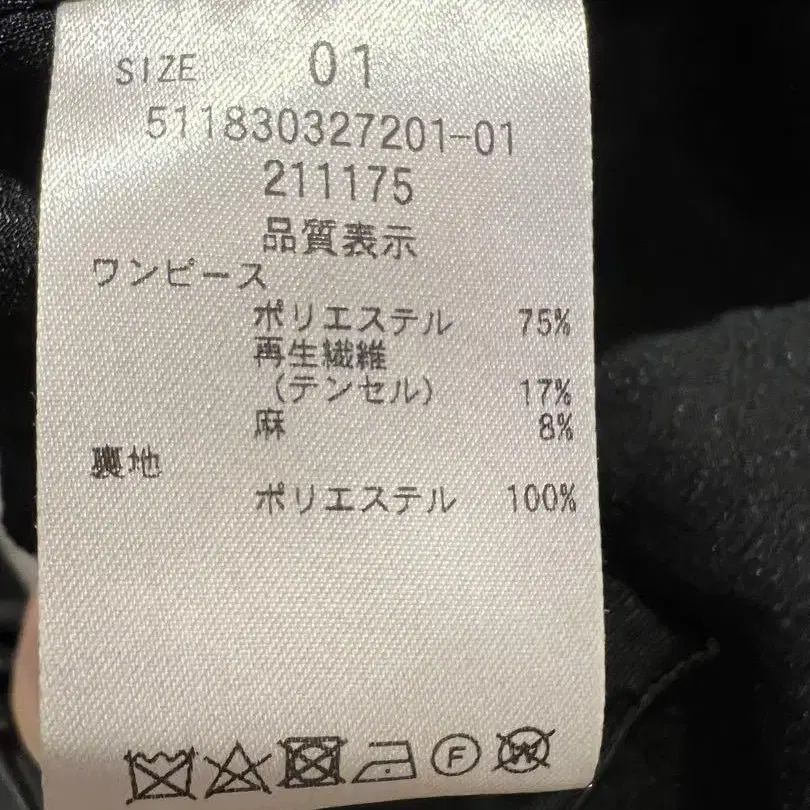 SIZE 01
511830327201-01
211175
品質表示
ワンピース
ポリエステル 75%
再生繊維
(テンセル) 17%
麻 8%
裏地
ポリエステル 100%
F W